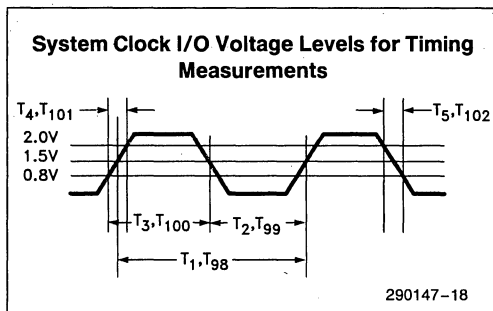 System Clock I/O Voltage Levels for Timing
Measurements
T4,T101
T5,T102
2.0V
1.5V
0.8V
T3,T100
T2,T99
T1,T98
290147–18